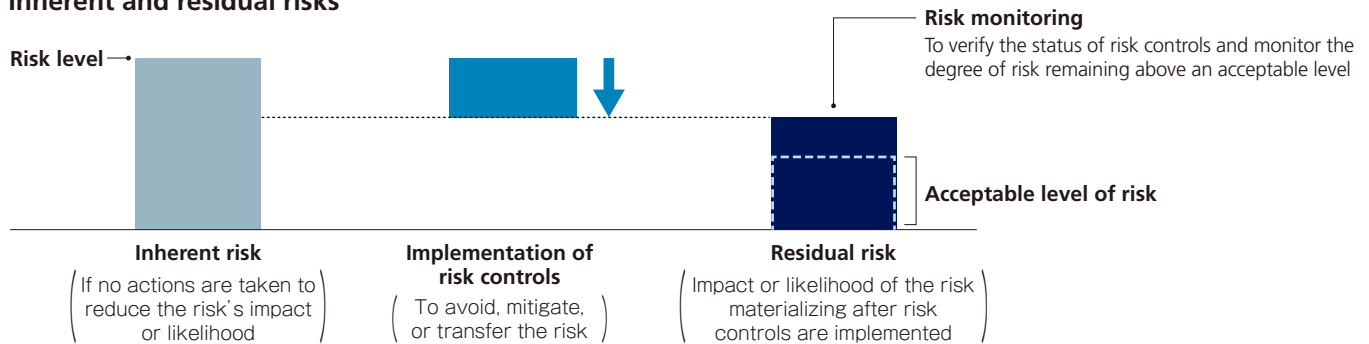 Inherent and residual risks
Risk monitoring
To verify the status of risk controls and monitor the
degree of risk remaining above an acceptable level
Risk level
Acceptable level of risk
Inherent risk
If no actions are taken to
reduce the risk's impact
or likelihood
Implementation of
risk controls
To avoid, mitigate,
or transfer the risk
Residual risk
Impact or likelihood of the risk
materializing after risk
controls are implemented